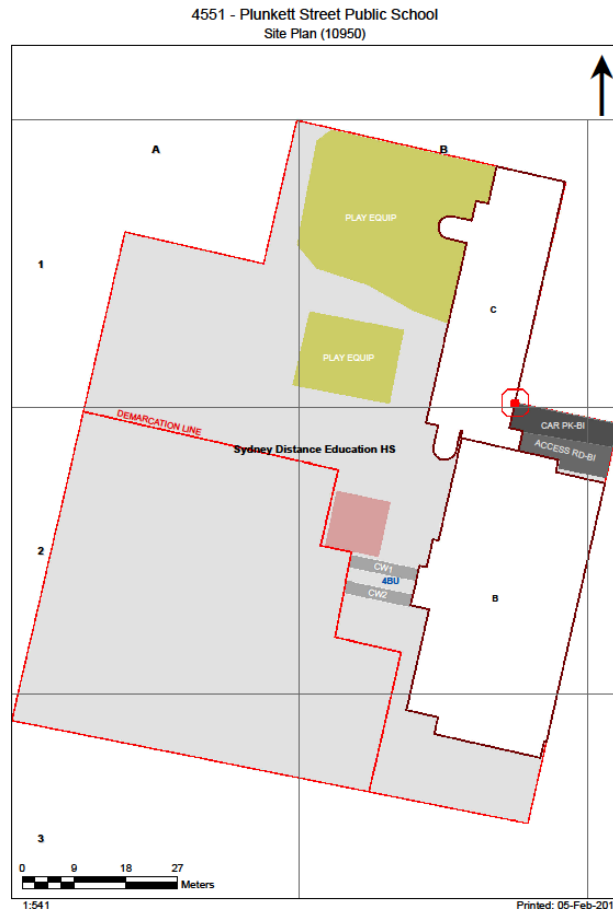 4551 - Plunkett Street Public School
Site Plan (10950)
A
B
PLAY EQUIP
1
C
PLAY EQUIP
DEMARCATION LINE
CAR PK-BI
ACCESS RD-BI
Sydney Distance Education HS
2
CW1
4BU
CW2
B
3
0 9 18 27
Meters
1:541
Printed: 05-Feb-201